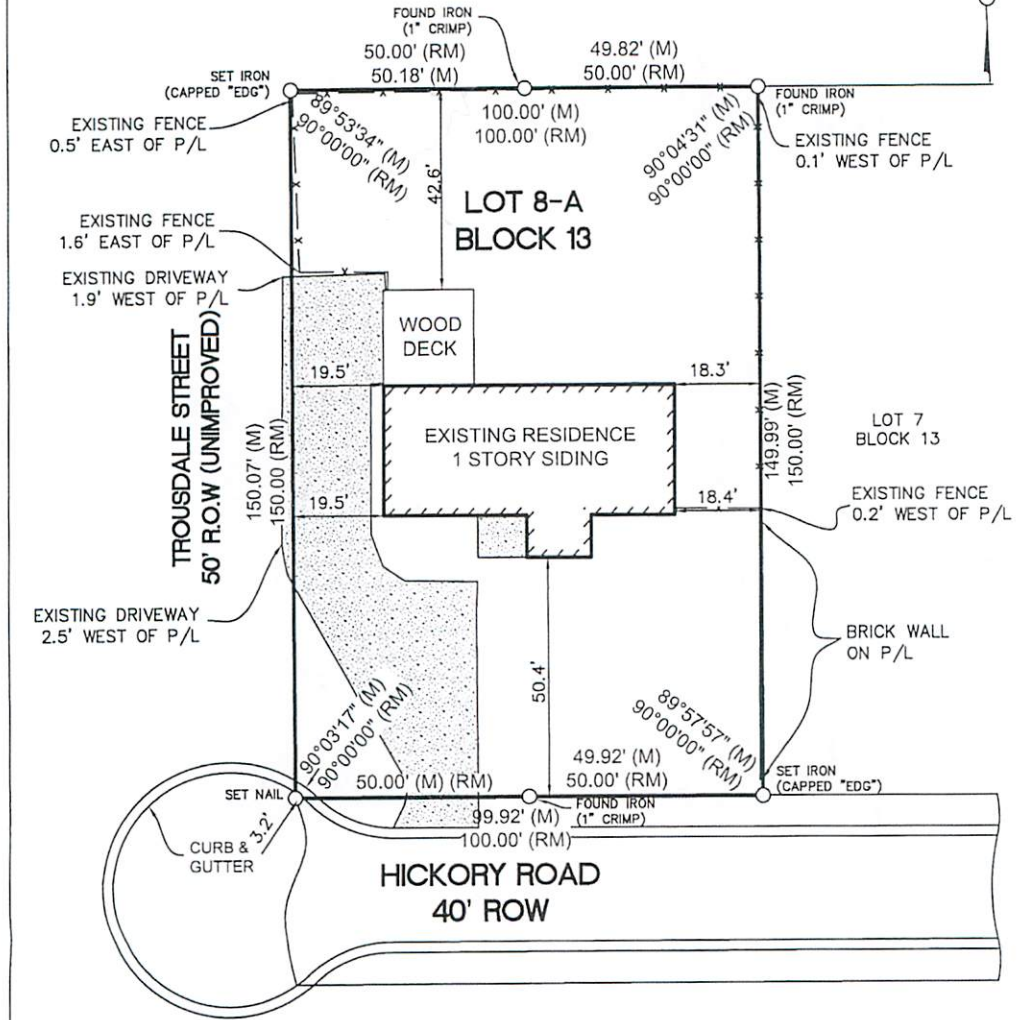 FOUND IRON
(1" CRIMP)
50.00' (RM)
50.18' (M)
49.82' (M)
50.00' (RM)
SET IRON
(CAPPED "EDG")
FOUND IRON
(1" CRIMP)
100.00' (M)
100.00' (RM)
EXISTING FENCE
0.5' EAST OF P/L
89°53'34" (M)
90°00'00" (RM)
90°04'31" (M)
90°00'00" (RM)
EXISTING FENCE
0.1' WEST OF P/L
42.6'
LOT 8-A
BLOCK 13
EXISTING FENCE
1.6' EAST OF P/L
EXISTING DRIVEWAY
1.9' WEST OF P/L
WOOD
DECK
TROUSDALE STREET
50' R.O.W (UNIMPROVED)
19.5'
18.3'
150.07' (M)
150.00 (RM)
EXISTING RESIDENCE
1 STORY SIDING
149.99' (M)
150.00' (RM)
LOT 7
BLOCK 13
19.5'
18.4'
EXISTING FENCE
0.2' WEST OF P/L
EXISTING DRIVEWAY
2.5' WEST OF P/L
BRICK WALL
ON P/L
50.4'
90°03'17" (M)
90°00'00" (RM)
89°57'57" (M)
90°00'00" (RM)
50.00' (M) (RM)
49.92' (M)
50.00' (RM)
SET IRON
(CAPPED "EDG")
SET NAIL
FOUND IRON
(1" CRIMP)
99.92' (M)
100.00' (RM)
3.2'
CURB &
GUTTER
HICKORY ROAD
40' ROW